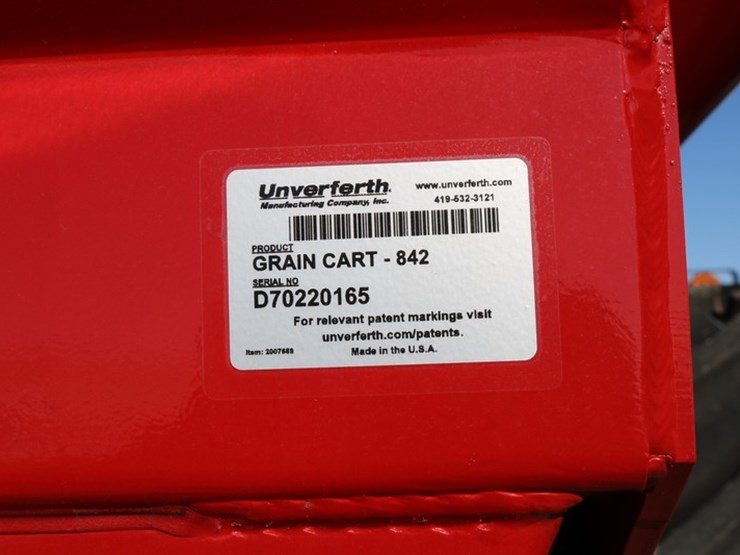 Unverferth
Manufacturing Company, Inc.
www.unverferth.com
419-532-3121
PRODUCT
GRAIN CART - 842
SERIAL NO
D70220165
For relevant patent markings visit
unverferth.com/patents.
Item:
Made in the U.S.A.